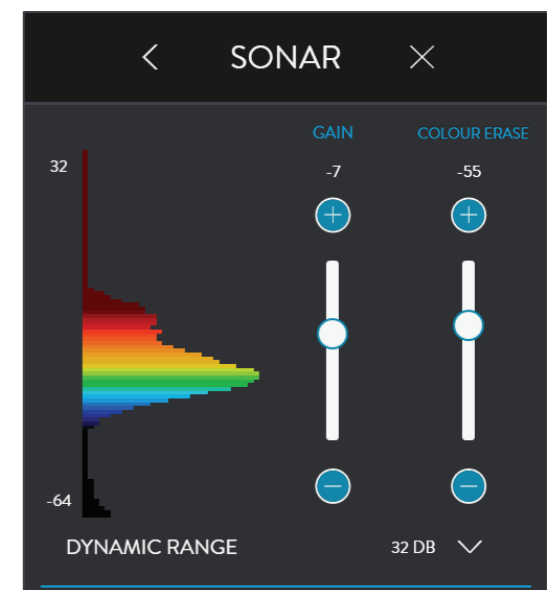 SONAR
GAIN COLOUR ERASE
32 -7 -55
-64
DYNAMIC RANGE 32 DB